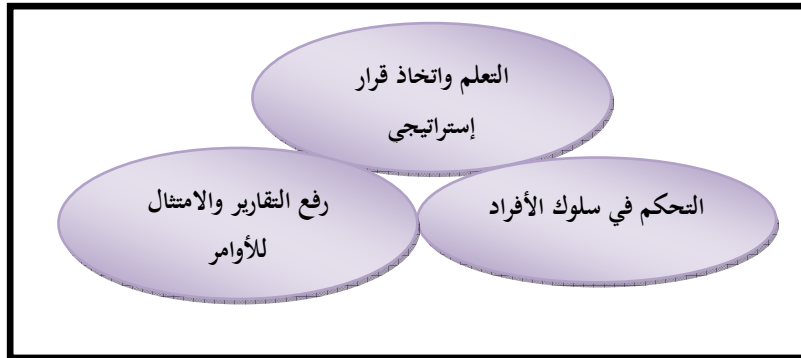 التعلم واتخاذ قرار
إستراتيجي
التحكم في سلوك الأفراد
رفع التقارير والامتثال
للأوامر